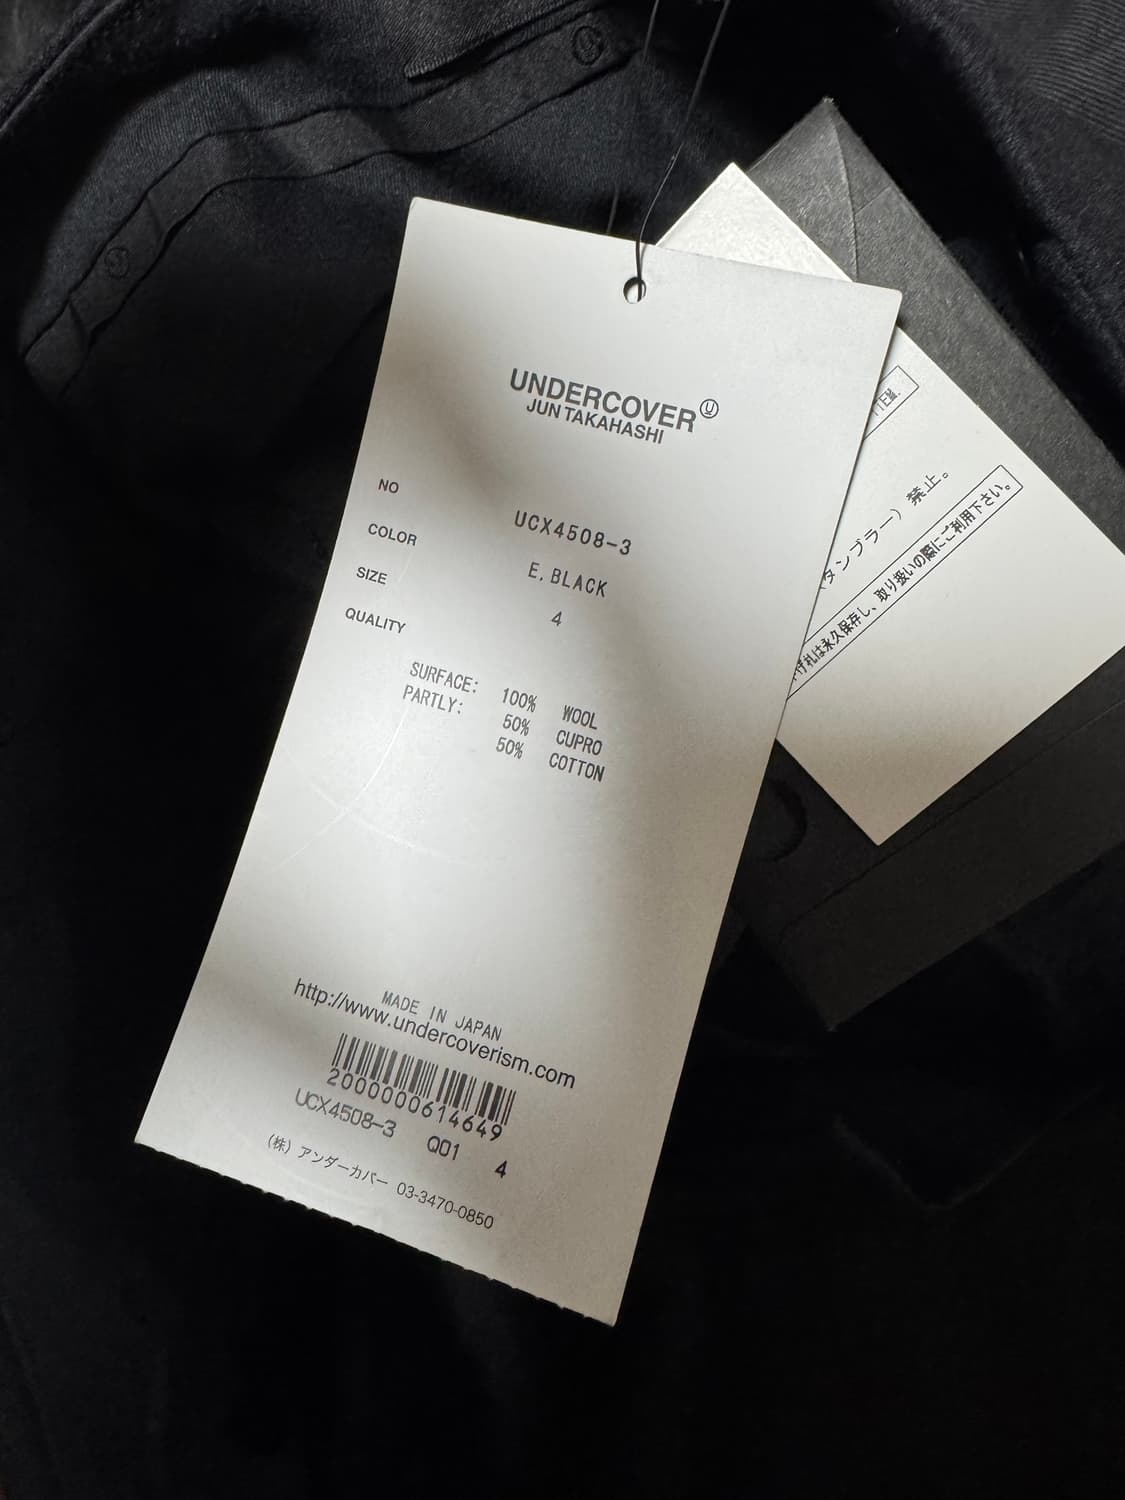 UNDERCOVER
JUN TAKAHASHI
NO UCX4508-3
COLOR E.BLACK
SIZE 4
QUALITY
SURFACE: 100% WOOL
PARTLY: 50% CUPRO
50% COTTON
MADE IN JAPAN
http://www.undercoverism.com
2000000614649
UCX4508-3 Q01 4
(株) アンダーカバー 03-3470-0850
タンブラー) 禁止。
げ札は永久保存し、取り扱いの際にご利用下さい。